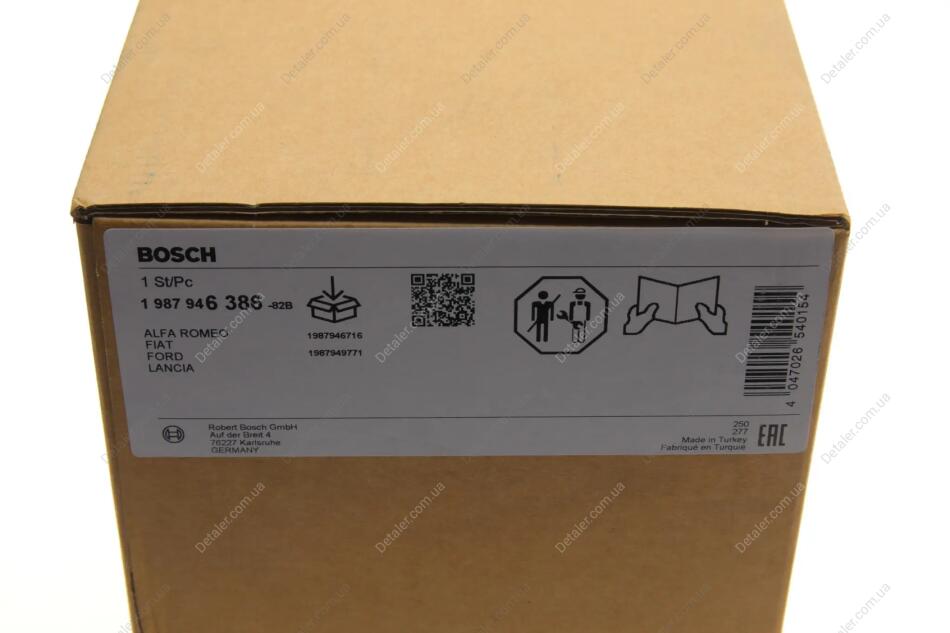 BOSCH
1 St/Pc
1 987 946 386 -82B
ALFA ROMEO
FIAT
FORD
LANCIA
1987946716
1987949771
4 047026 540154
Robert Bosch GmbH
Auf der Breit 4
76227 Karlsruhe
GERMANY
250
277
Made in Turkey
Fabriqué en Turquie
EAC
Detaler.com.ua